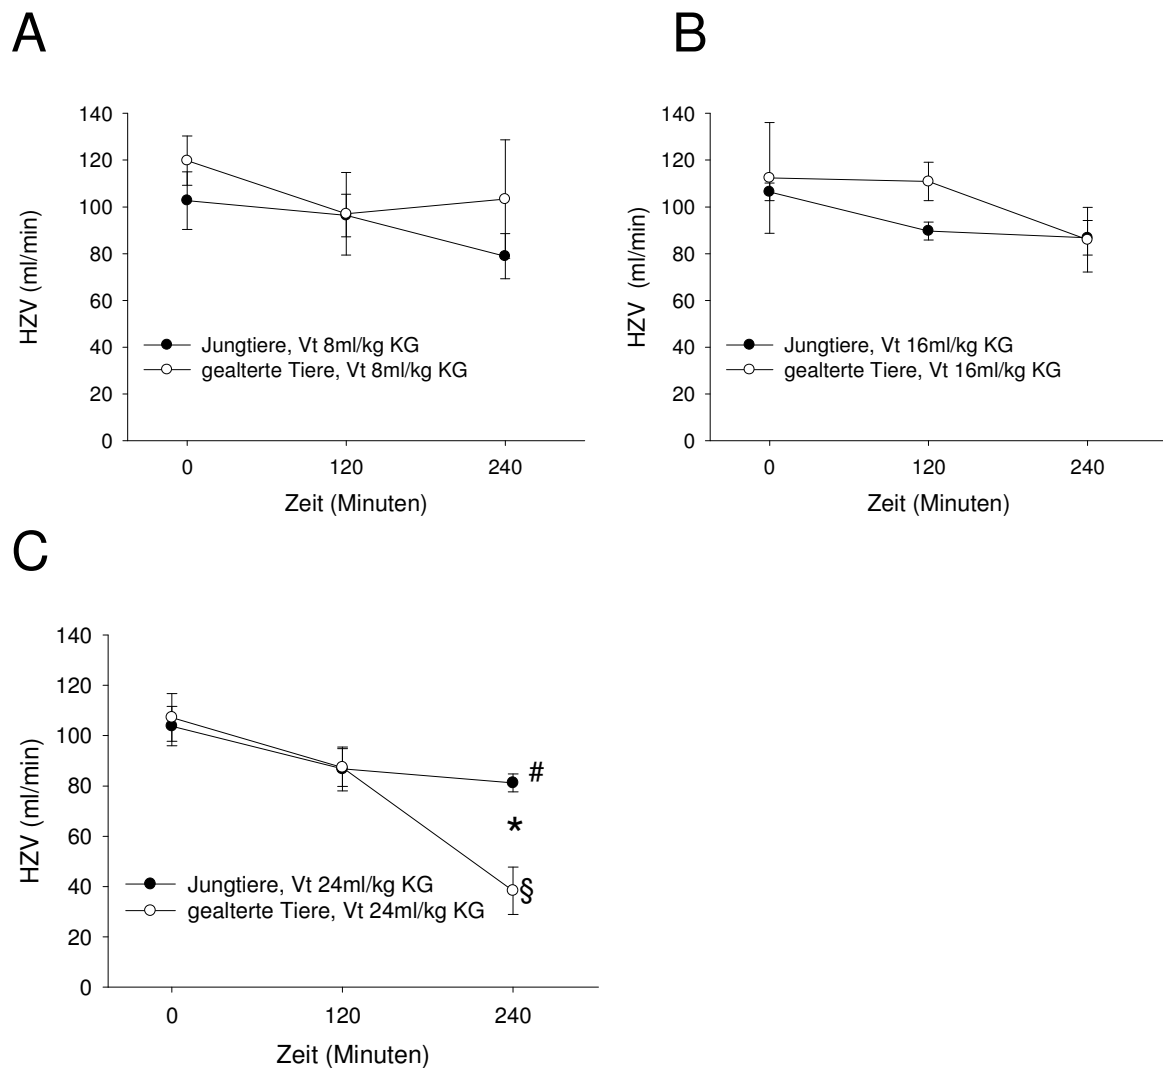 A
140
120
100
80
60
40
20
0
HZV (ml/min)
Jungtiere, Vt 8ml/kg KG
gealterte Tiere, Vt 8ml/kg KG
0 120 240
Zeit (Minuten)
B
140
120
100
80
60
40
20
0
HZV (ml/min)
Jungtiere, Vt 16ml/kg KG
gealterte Tiere, Vt 16ml/kg KG
0 120 240
Zeit (Minuten)
C
140
120
100
80
60
40
20
0
HZV (ml/min)
#
*
§
Jungtiere, Vt 24ml/kg KG
gealterte Tiere, Vt 24ml/kg KG
0 120 240
Zeit (Minuten)